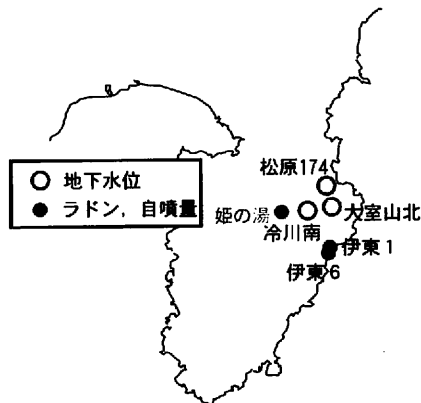 松原174
○ 地下水位
● ラドン，自噴量
姫の湯
大室山北
冷川南
伊東1
伊東6